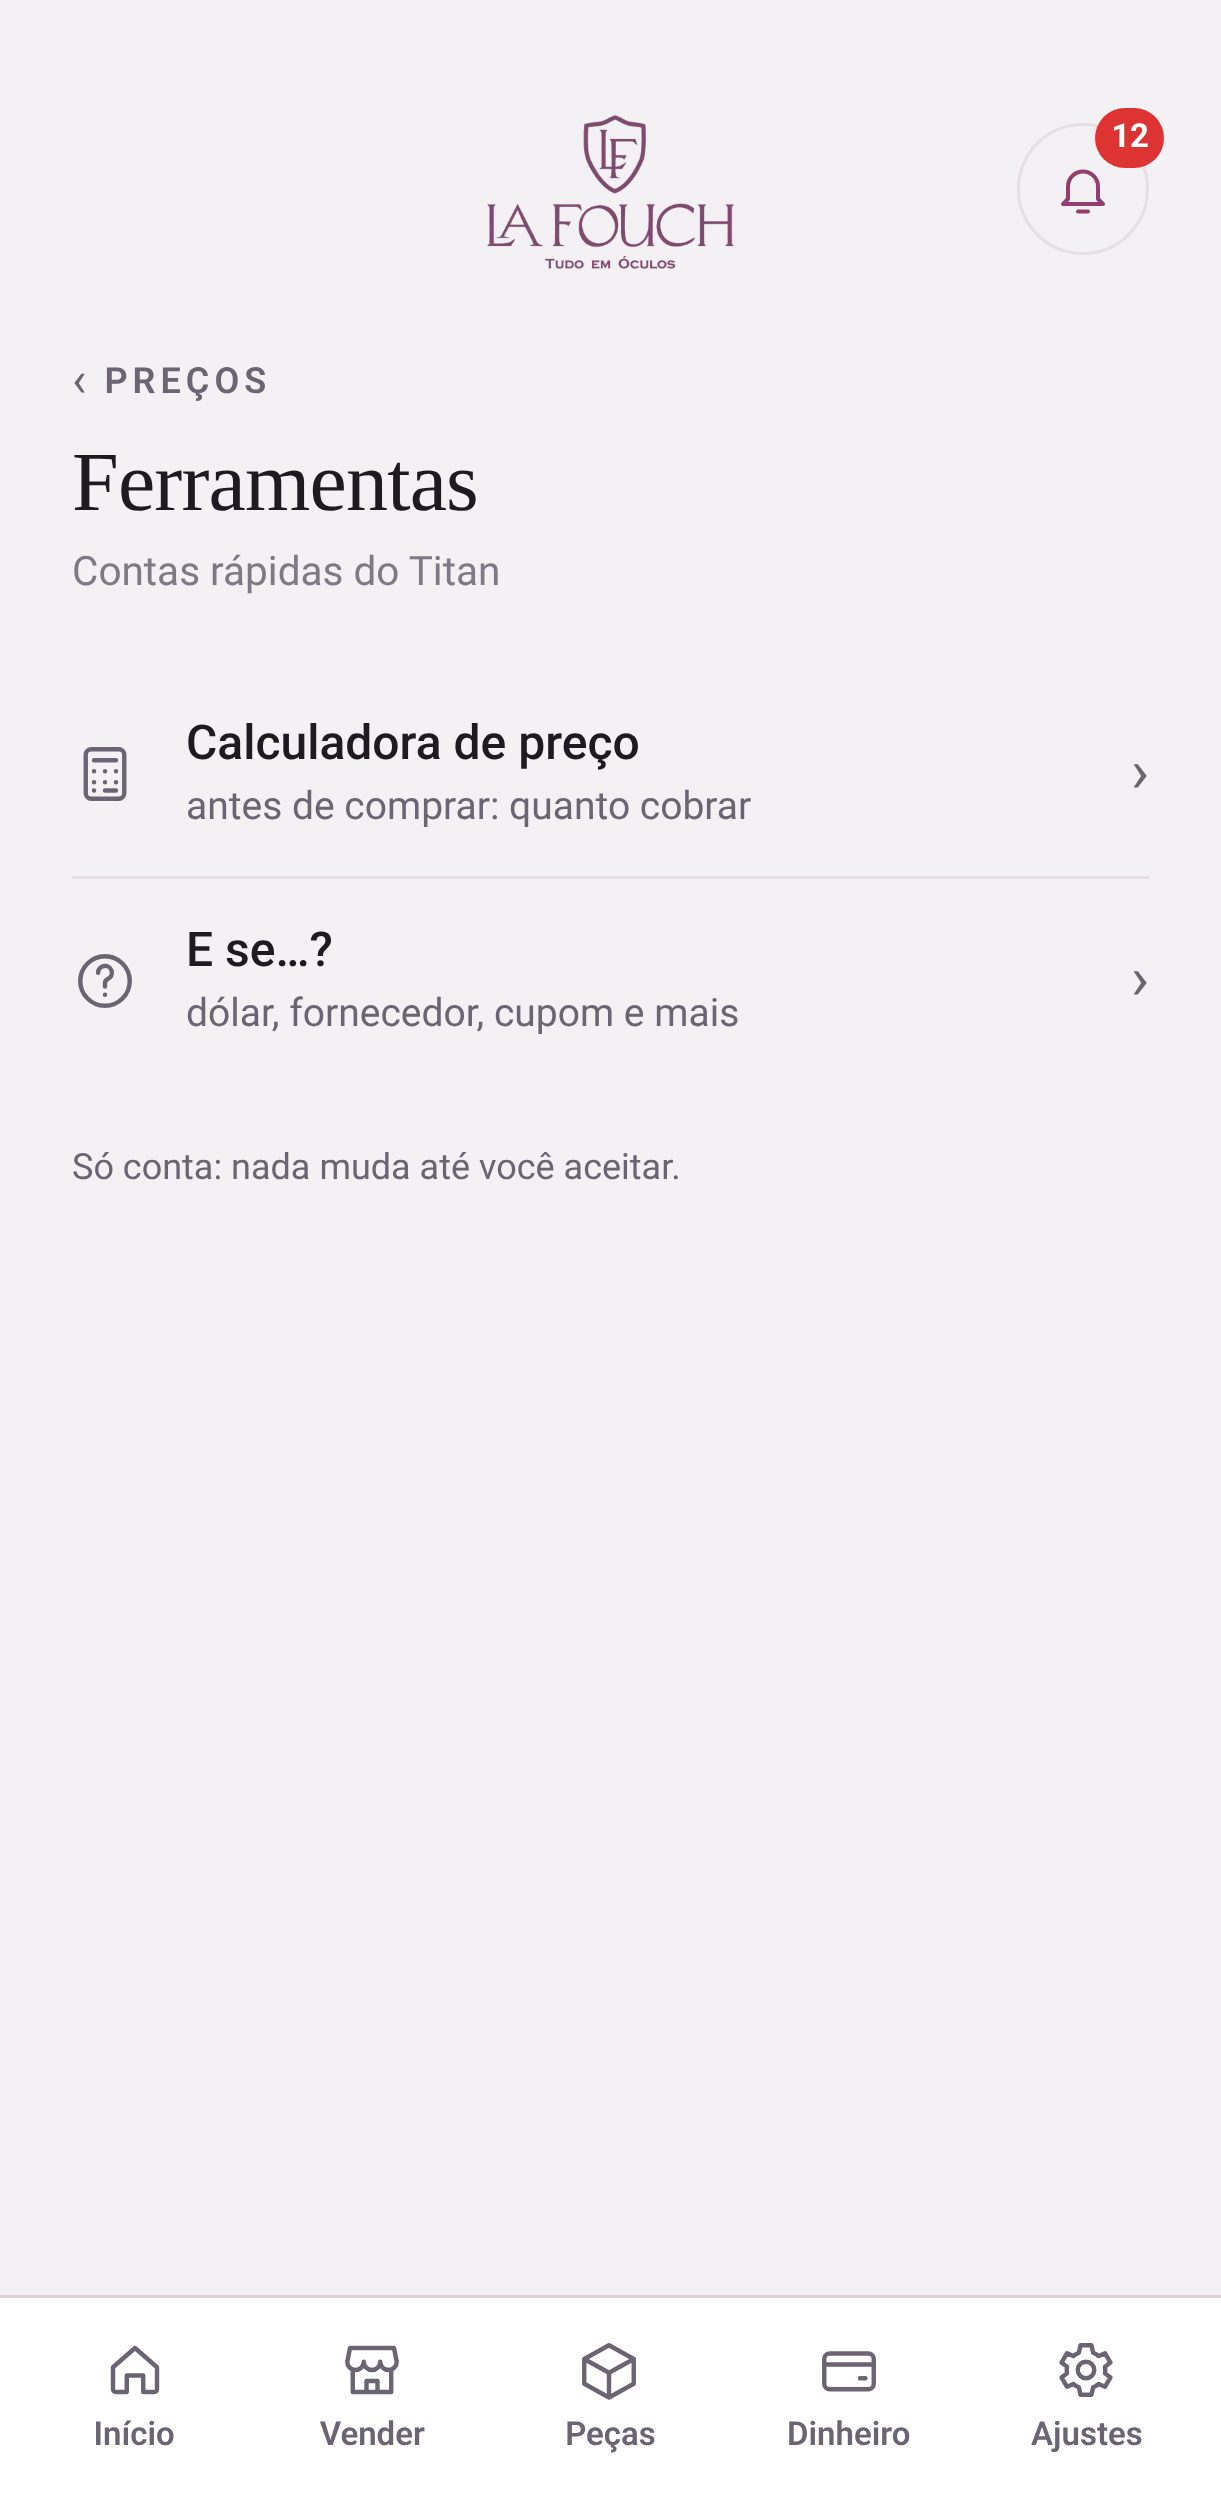 LF
LA FOUCH
TUDO EM ÓCULOS
12
‹ PREÇOS
Ferramentas
Contas rápidas do Titan
Calculadora de preço
antes de comprar: quanto cobrar
E se...?
dólar, fornecedor, cupom e mais
Só conta: nada muda até você aceitar.
Início
Vender
Peças
Dinheiro
Ajustes